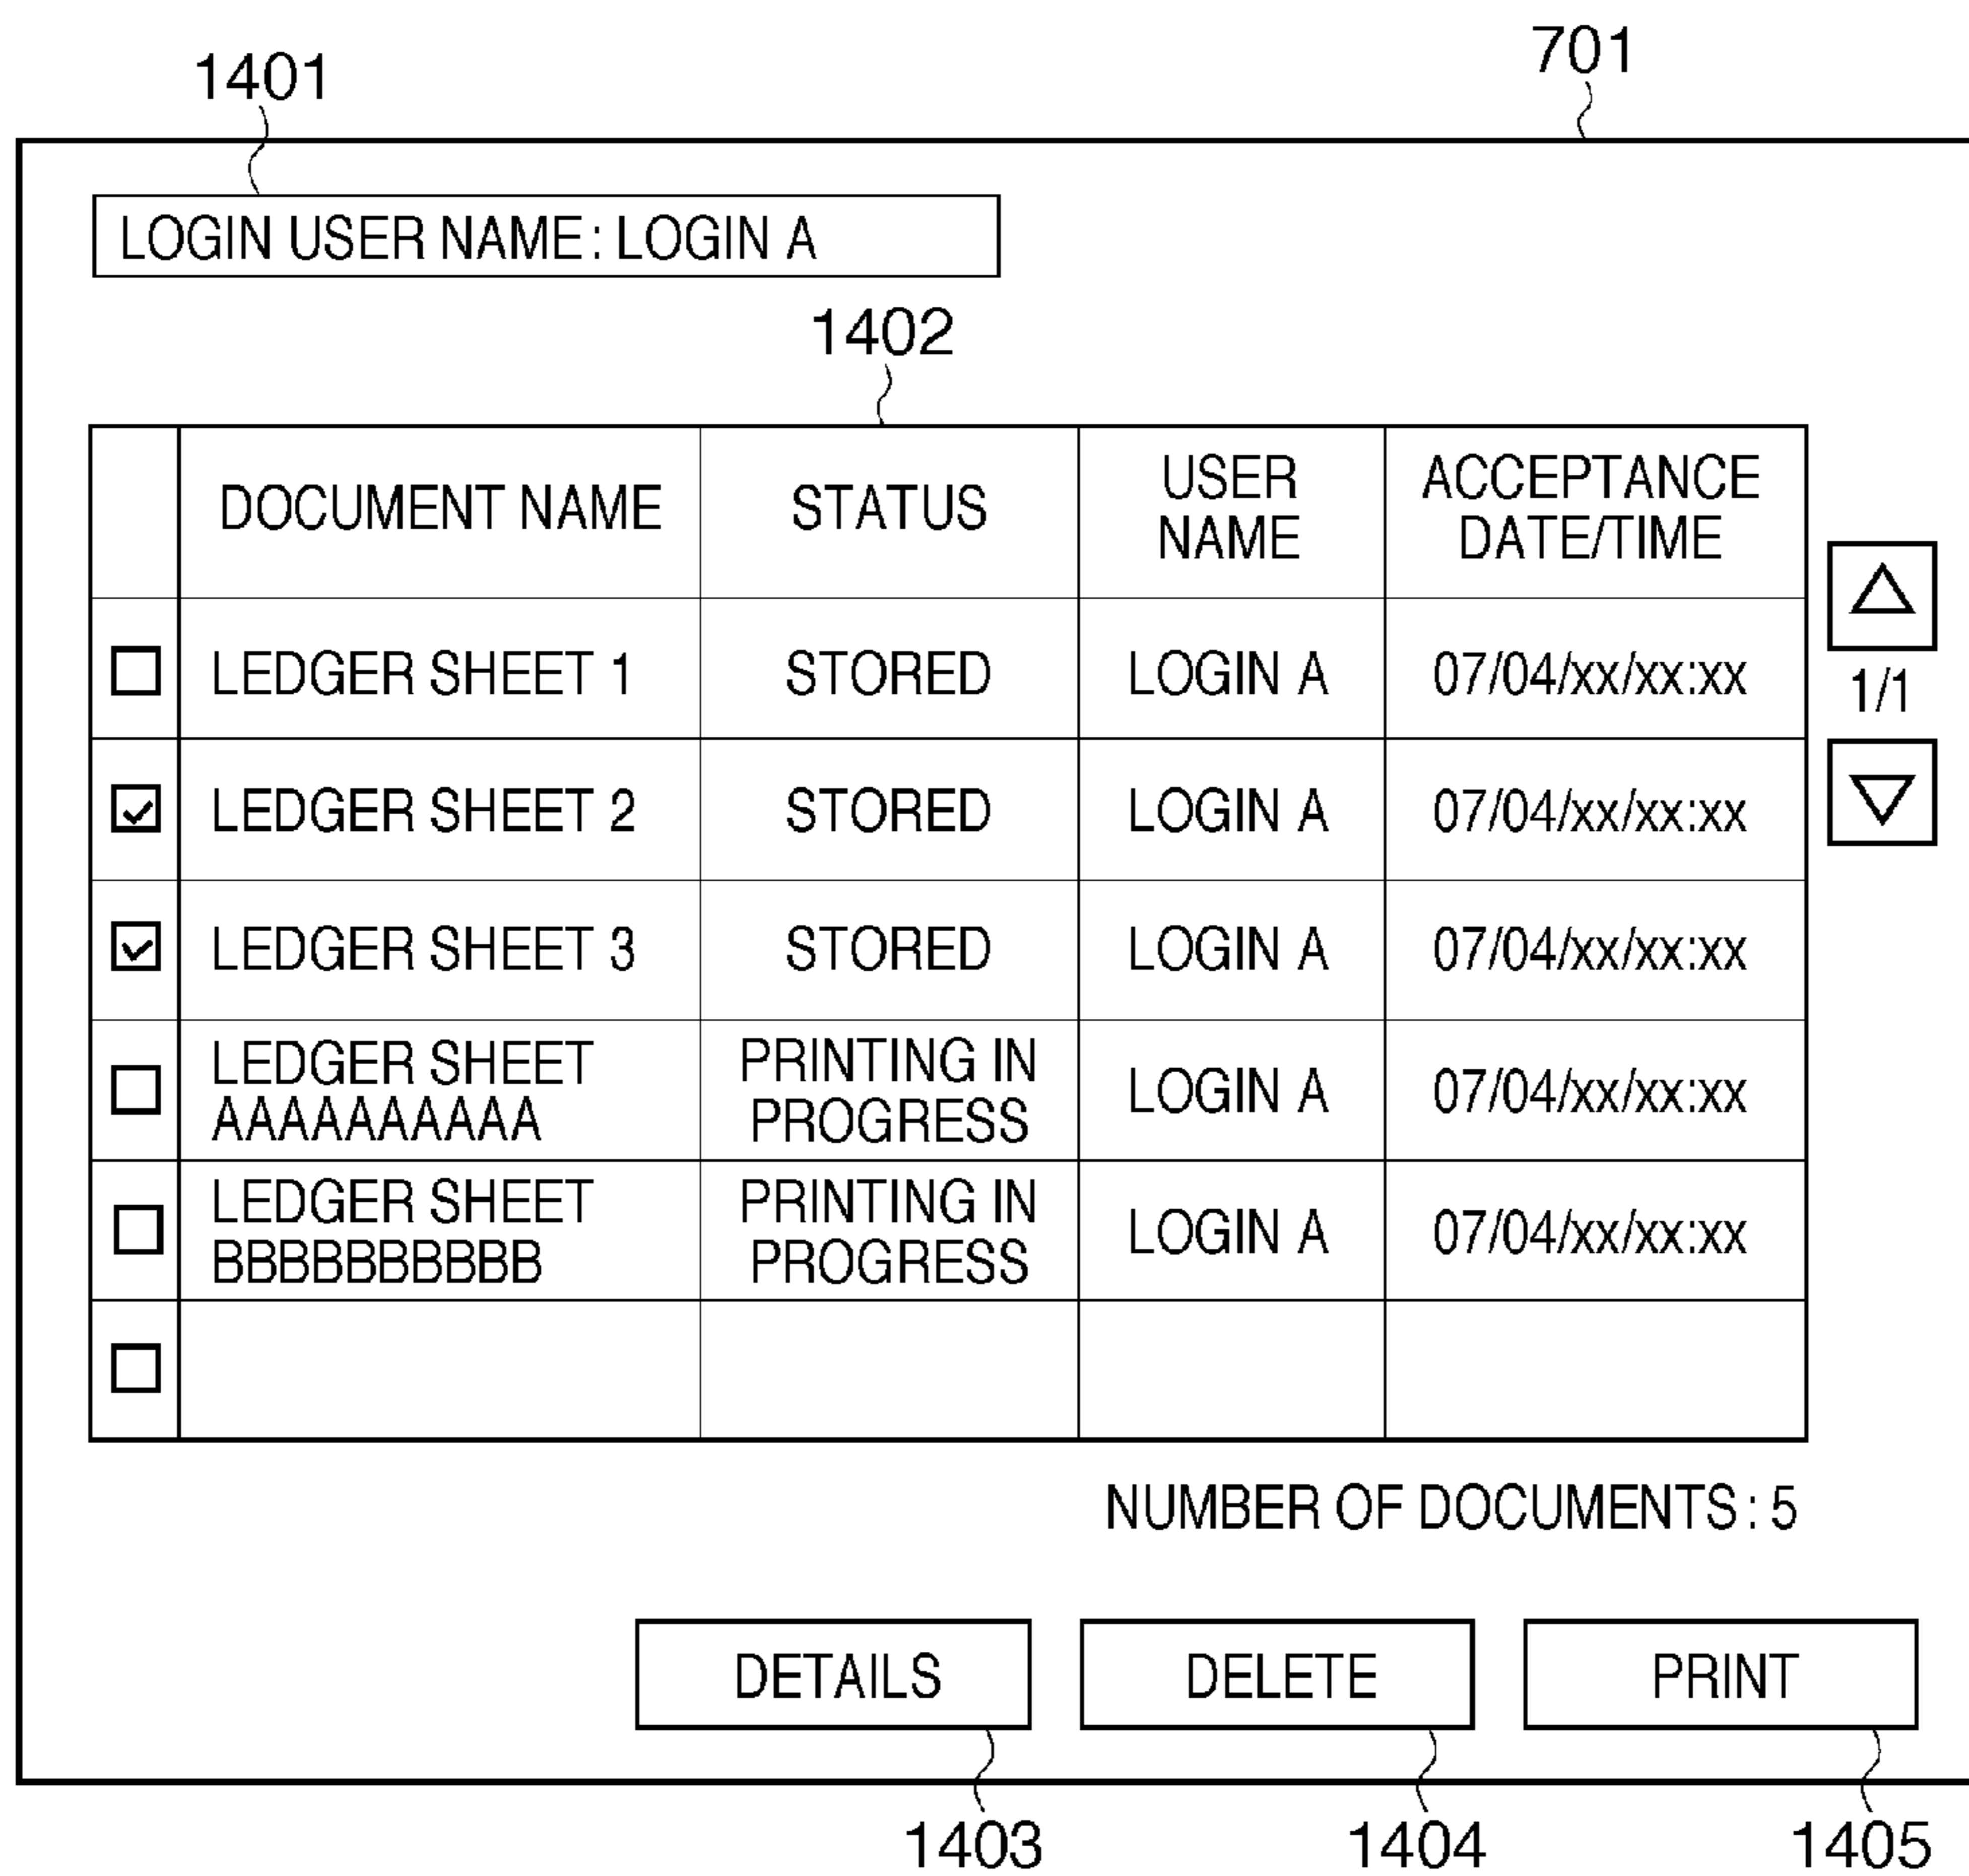 1401
701
LOGIN USER NAME: LOGIN A
1402
DOCUMENT NAME STATUS USER NAME ACCEPTANCE DATE/TIME
LEDGER SHEET 1 STORED LOGIN A 07/04/xx/xx:xx
1/1
LEDGER SHEET 2 STORED LOGIN A 07/04/xx/xx:xx
LEDGER SHEET 3 STORED LOGIN A 07/04/xx/xx:xx
LEDGER SHEET AAAAAAAAAA PRINTING IN PROGRESS LOGIN A 07/04/xx/xx:xx
LEDGER SHEET BBBBBBBBBB PRINTING IN PROGRESS LOGIN A 07/04/xx/xx:xx
NUMBER OF DOCUMENTS: 5
DETAILS DELETE PRINT
1403 1404 1405